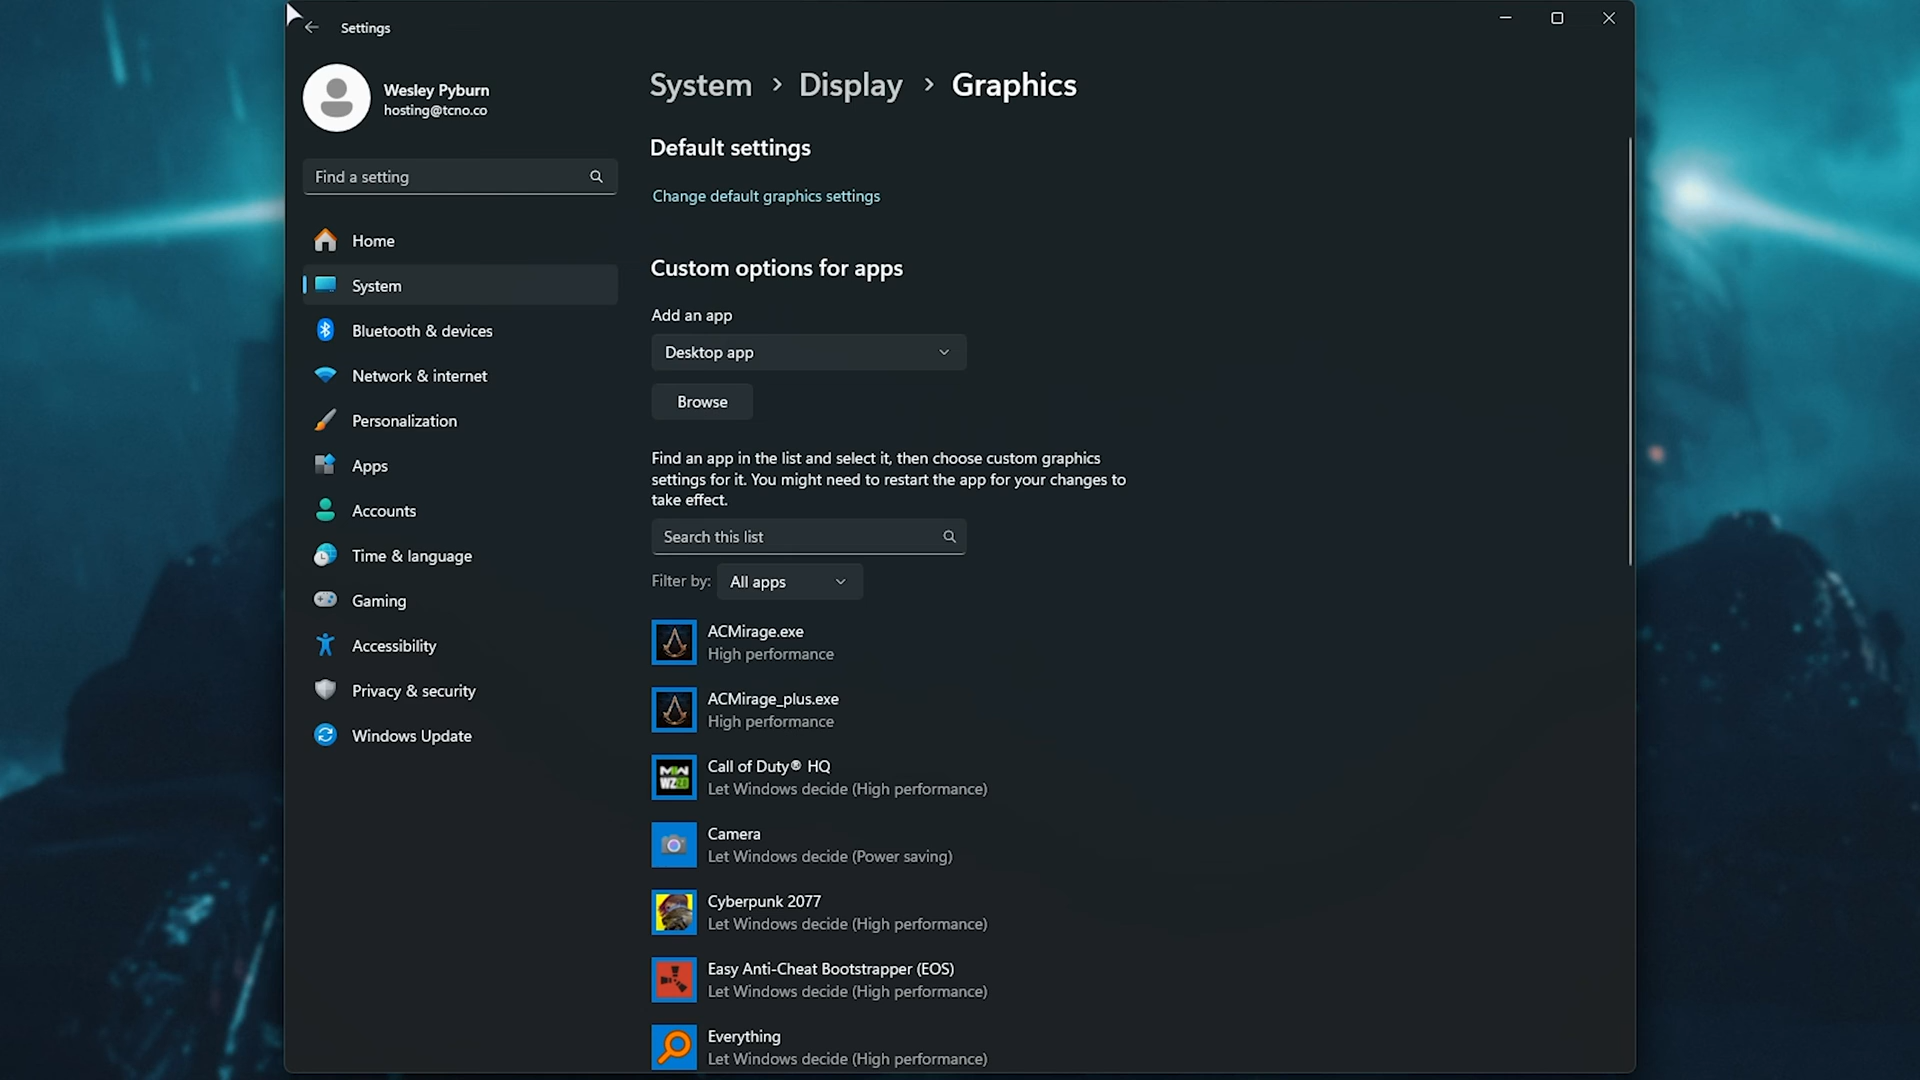 Settings
Wesley Pyburn
hosting@tcno.co
Find a setting
Home
System
Bluetooth & devices
Network & internet
Personalization
Apps
Accounts
Time & language
Gaming
Accessibility
Privacy & security
Windows Update
System > Display > Graphics
Default settings
Change default graphics settings
Custom options for apps
Add an app
Desktop app
Browse
Find an app in the list and select it, then choose custom graphics
settings for it. You might need to restart the app for your changes to
take effect.
Search this list
Filter by: All apps
ACMirage.exe
High performance
ACMirage_plus.exe
High performance
MW
WZ2.0
Call of Duty® HQ
Let Windows decide (High performance)
Camera
Let Windows decide (Power saving)
Cyberpunk 2077
Let Windows decide (High performance)
Easy Anti-Cheat Bootstrapper (EOS)
Let Windows decide (High performance)
Everything
Let Windows decide (High performance)